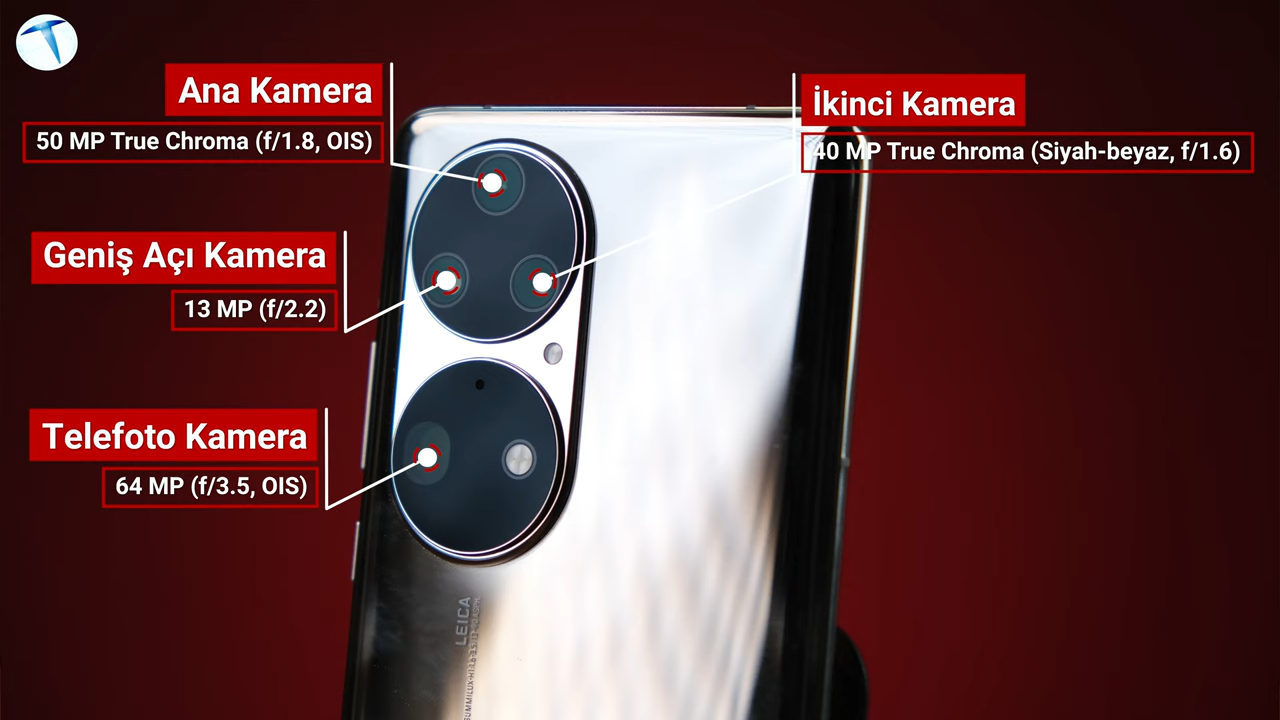 Ana Kamera
50 MP True Chroma (f/1.8, OIS)
İkinci Kamera
40 MP True Chroma (Siyah-beyaz, f/1.6)
Geniş Açı Kamera
13 MP (f/2.2)
Telefoto Kamera
64 MP (f/3.5, OIS)
LEICA